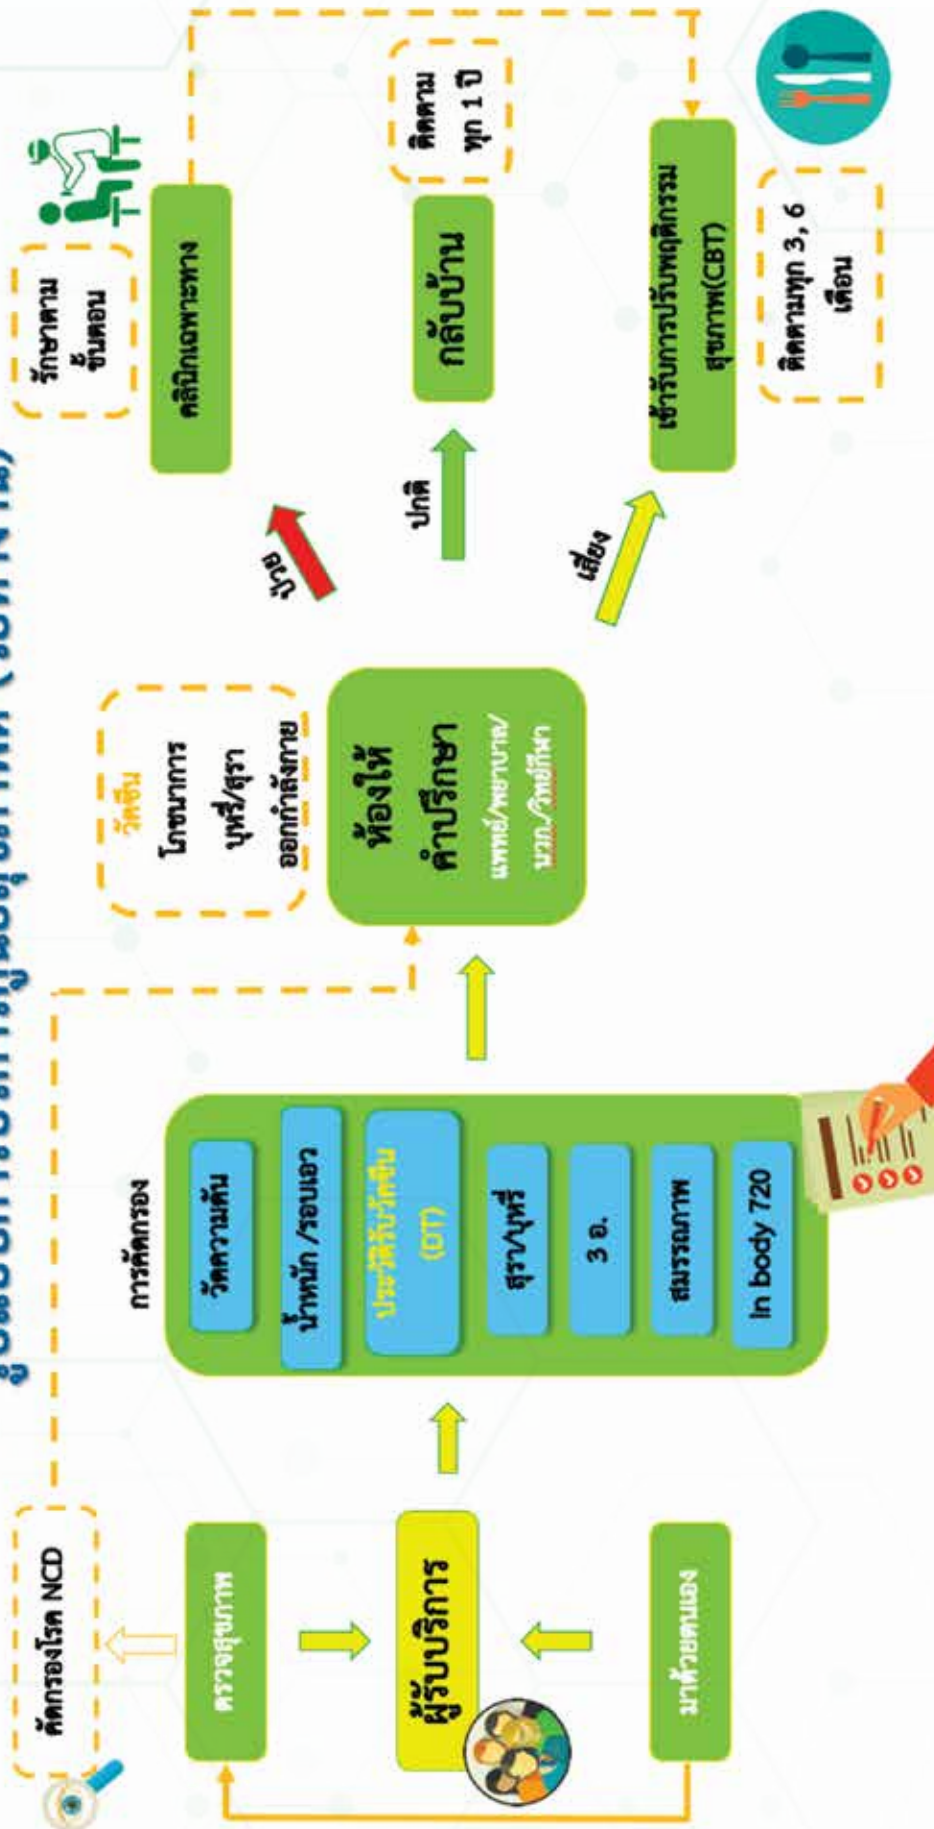 คัดกรองโรค NCD
ตรวจสุขภาพ
ผู้รับบริการ
มาด้วยตนเอง
การคัดกรอง
วัดความดัน
น้ำหนัก /รอบเอว
ประวัติรับวัคซีน
(DT)
สุรา/บุหรี่
3 อ.
สมรรถภาพ
In body 720
วัคซีน
โภชนาการ
บุหรี่/สุรา
ออกกำลังกาย
ห้องให้
คำปรึกษา
แพทย์/พยาบาล/
นวก./วิทย์กีฬา
ป่วย
ปกติ
เสี่ยง
รักษาตาม
ขั้นตอน
คลินิกเฉพาะทาง
กลับบ้าน
ติดตาม
ทุก 1 ปี
เข้ารับการปรับพฤติกรรม
สุขภาพ(CBT)
ติดตามทุก 3, 6
เดือน